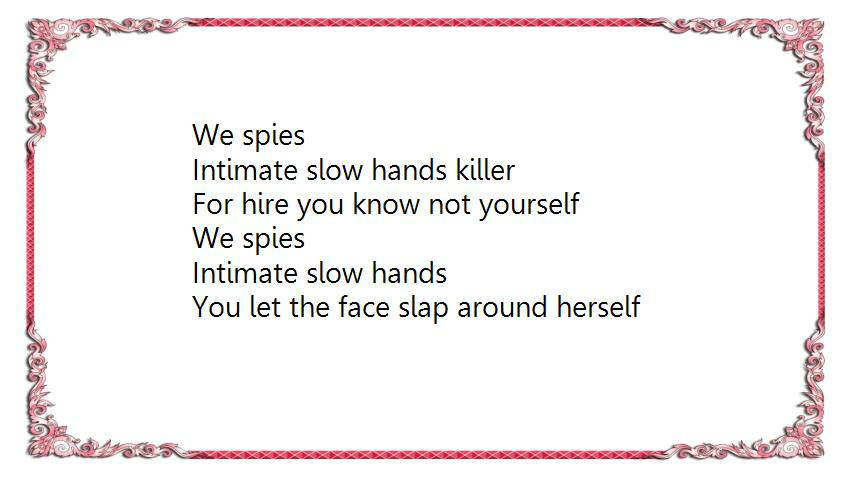 We spies
Intimate slow hands killer
For hire you know not yourself
We spies
Intimate slow hands
You let the face slap around herself